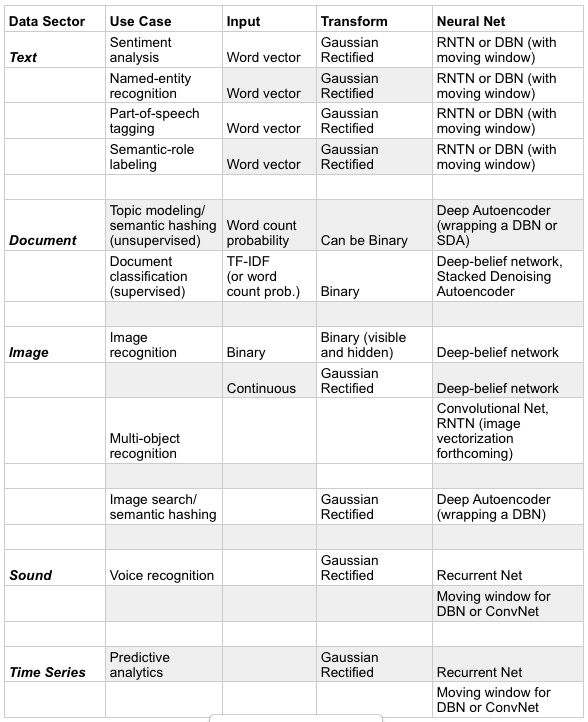 Data Sector Use Case Input Transform Neural Net
Text Sentiment analysis Word vector Gaussian Rectified RNTN or DBN (with moving window)
Named-entity recognition Word vector Gaussian Rectified RNTN or DBN (with moving window)
Part-of-speech tagging Word vector Gaussian Rectified RNTN or DBN (with moving window)
Semantic-role labeling Word vector Gaussian Rectified RNTN or DBN (with moving window)
Document Topic modeling/ semantic hashing (unsupervised) Word count probability Can be Binary Deep Autoencoder (wrapping a DBN or SDA)
Document classification (supervised) TF-IDF (or word count prob.) Binary Deep-belief network, Stacked Denoising Autoencoder
Image Image recognition Binary Binary (visible and hidden) Deep-belief network
Continuous Gaussian Rectified Deep-belief network
Multi-object recognition Convolutional Net, RNTN (image vectorization forthcoming)
Image search/ semantic hashing Gaussian Rectified Deep Autoencoder (wrapping a DBN)
Sound Voice recognition Gaussian Rectified Recurrent Net
Moving window for DBN or ConvNet
Time Series Predictive analytics Gaussian Rectified Recurrent Net
Moving window for DBN or ConvNet